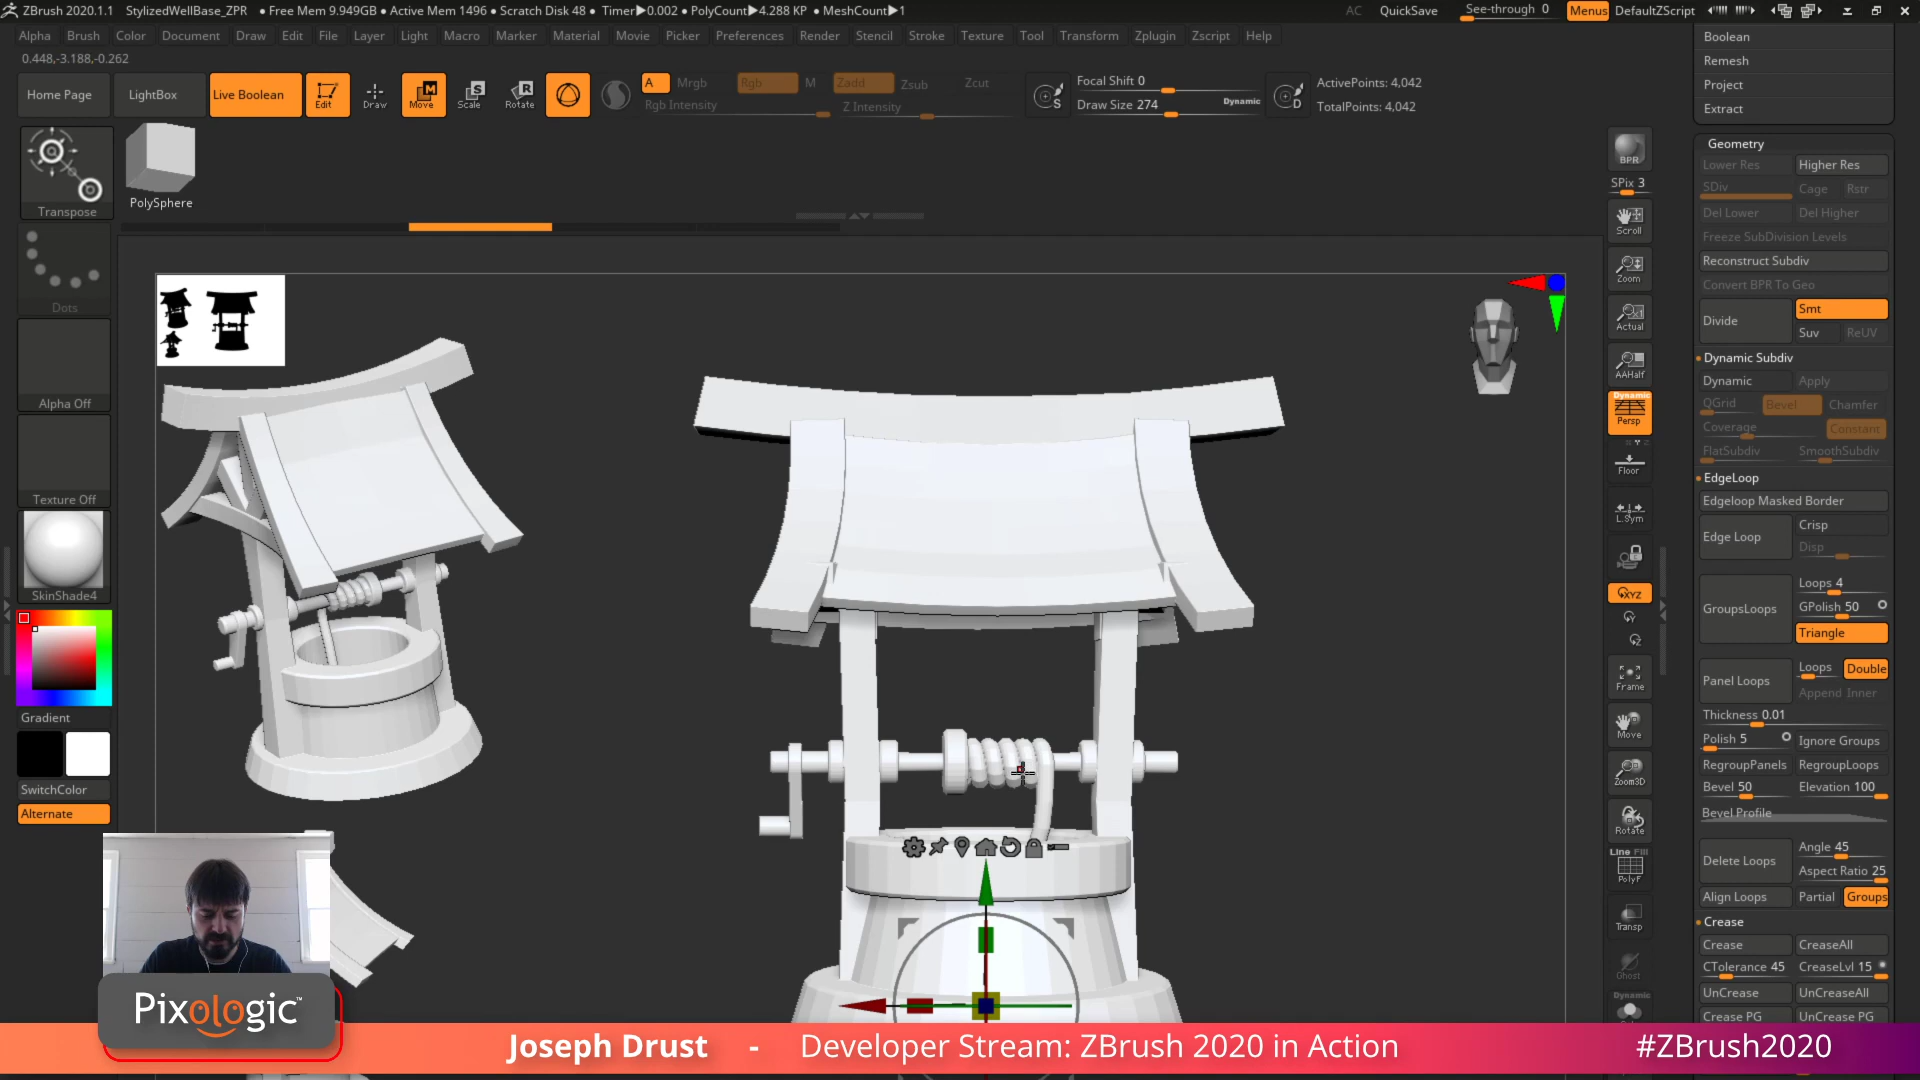 ZBrush 2020.1.1 StylizedWellBase_ZPR • Free Mem 9.949GB • Active Mem 1496 • Scratch Disk 48 • Timer▶0.002 • PolyCount▶4.288 KP • MeshCount▶1 AC QuickSave See-through 0 Menus DefaultZScript
Alpha Brush Color Document Draw Edit File Layer Light Macro Marker Material Movie Picker Preferences Render Stencil Stroke Texture Tool Transform Zplugin Zscript Help
0.448,-3.188,-0.262
Home Page LightBox Live Boolean Edit Draw Move Scale Rotate
A Mrgb Rgb M Zadd Zsub Zcut
Rgb Intensity Z Intensity
Focal Shift 0
Draw Size 274 Dynamic
ActivePoints: 4,042
TotalPoints: 4,042
S
D
Transpose
PolySphere
Dots
Alpha Off
Texture Off
SkinShade4
Gradient
SwitchColor
Alternate
BPR
SPix 3
Scroll
Zoom
Actual
AAHalf
Dynamic
Persp
Floor
L.Sym
XYZ
Frame
Move
Zoom3D
Rotate
Line Fill
PolyF
Transp
Ghost
Dynamic
Boolean
Remesh
Project
Extract
Geometry
Lower Res Higher Res
SDiv Cage Rstr
Del Lower Del Higher
Freeze SubDivision Levels
Reconstruct Subdiv
Convert BPR To Geo
Divide Smt
Suv ReUV
Dynamic Subdiv
Dynamic Apply
QGrid Bevel Chamfer
Coverage Constant
FlatSubdiv SmoothSubdiv
EdgeLoop
Edgeloop Masked Border
Edge Loop Crisp
Disp
GroupsLoops Loops 4
GPolish 50
Triangle
Panel Loops Loops Double
Append Inner
Thickness 0.01
Polish 5 Ignore Groups
RegroupPanels RegroupLoops
Bevel 50 Elevation 100
Bevel Profile
Delete Loops Angle 45
Aspect Ratio 25
Align Loops Partial Groups
Crease
Crease CreaseAll
CTolerance 45 CreaseLvl 15
UnCrease UnCreaseAll
Crease PG UnCrease PG
Pixologic™
Joseph Drust - Developer Stream: ZBrush 2020 in Action #ZBrush2020